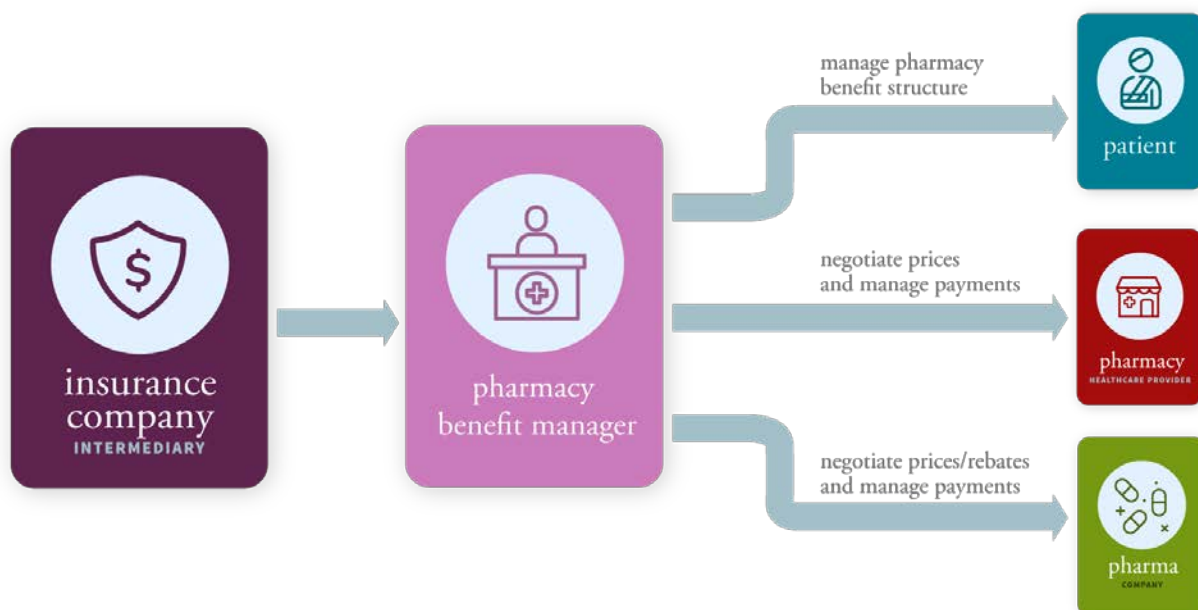 insurance
company
INTERMEDIARY
$
pharmacy
benefit manager
manage pharmacy
benefit structure
patient
negotiate prices
and manage payments
pharmacy
HEALTHCARE PROVIDER
negotiate prices/rebates
and manage payments
pharma
COMPANY